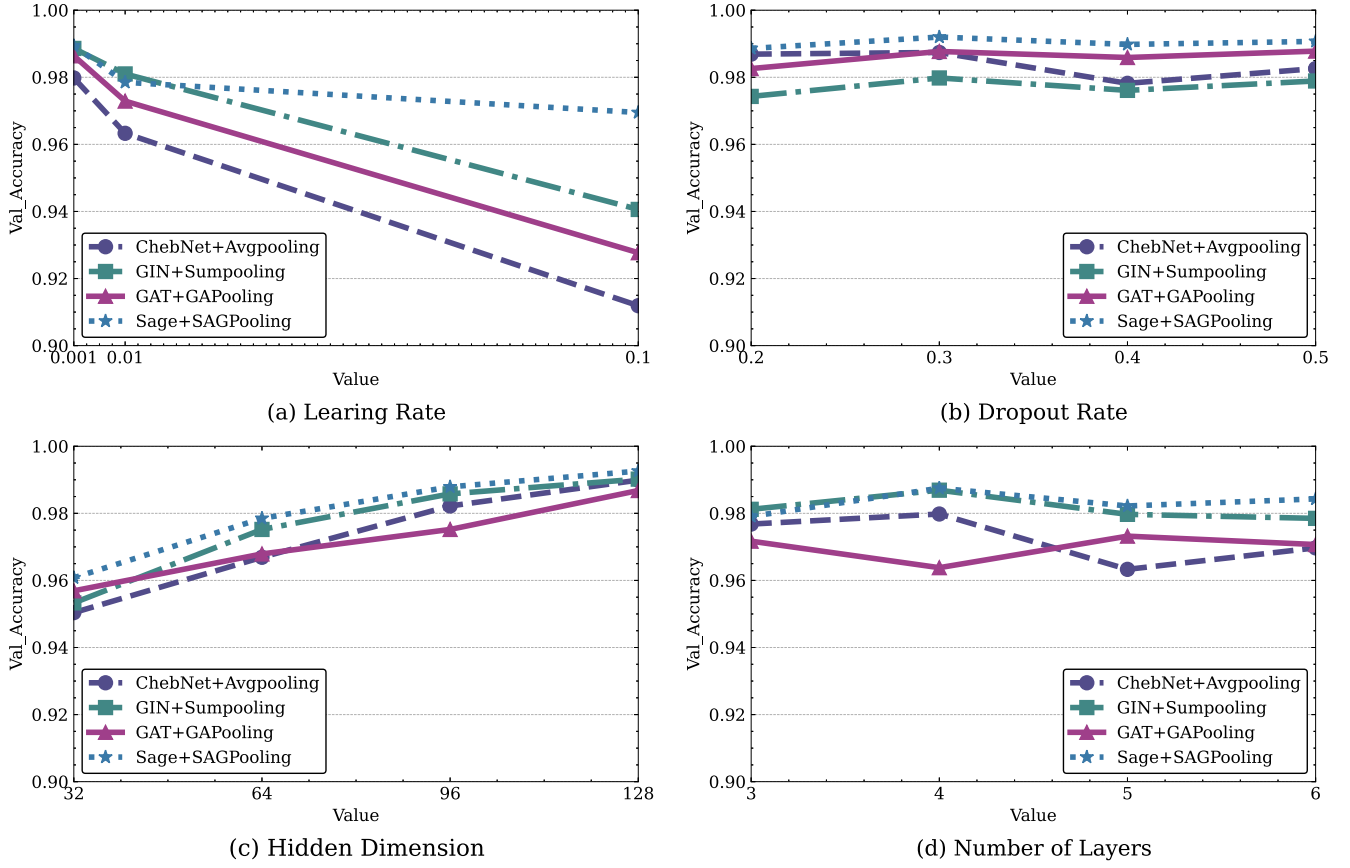 1.00
0.98
0.96
0.94
0.92
0.90
Val_Accuracy
ChebNet+Avgpooling
GIN+Sumpooling
GAT+GAPooling
Sage+SAGPooling
0.001 0.01 0.1
Value
(a) Learing Rate
1.00
0.98
0.96
0.94
0.92
0.90
Val_Accuracy
ChebNet+Avgpooling
GIN+Sumpooling
GAT+GAPooling
Sage+SAGPooling
0.2 0.3 0.4 0.5
Value
(b) Dropout Rate
1.00
0.98
0.96
0.94
0.92
0.90
Val_Accuracy
ChebNet+Avgpooling
GIN+Sumpooling
GAT+GAPooling
Sage+SAGPooling
32 64 96 128
Value
(c) Hidden Dimension
1.00
0.98
0.96
0.94
0.92
0.90
Val_Accuracy
ChebNet+Avgpooling
GIN+Sumpooling
GAT+GAPooling
Sage+SAGPooling
3 4 5 6
Value
(d) Number of Layers